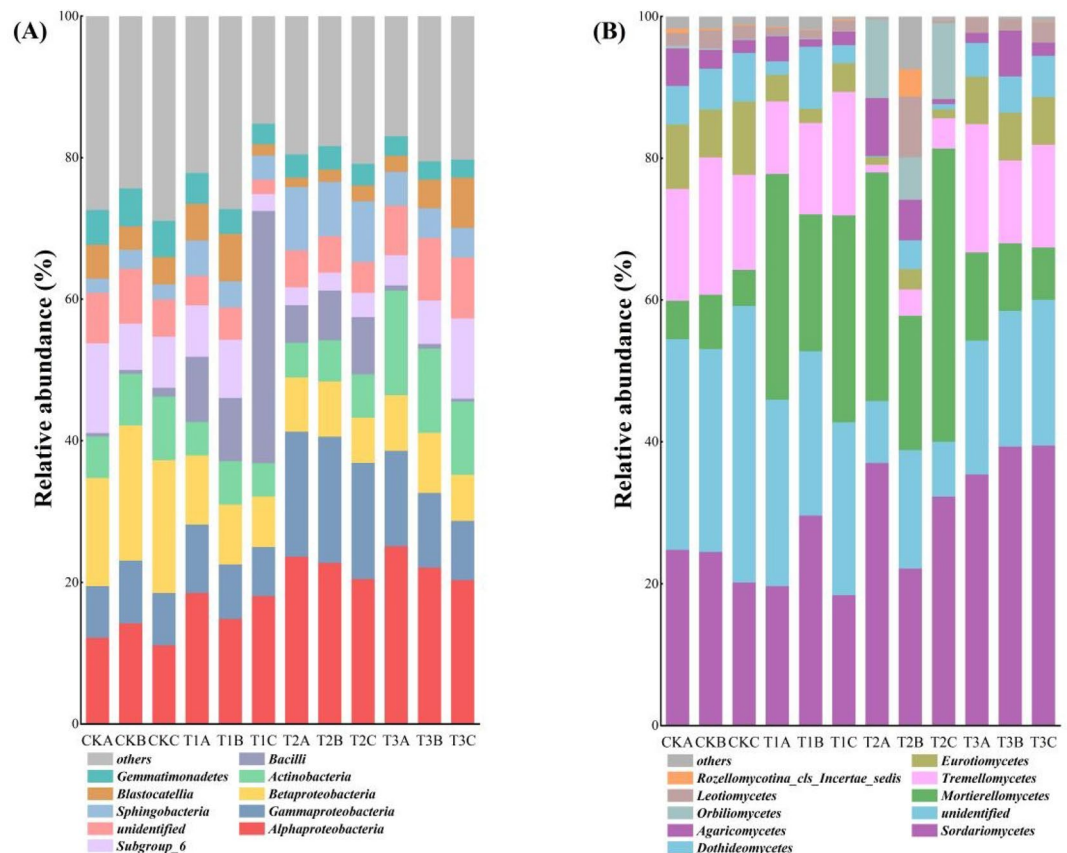 (A)
Relative abundance (%)
100
80
60
40
20
0
CKA CKB CKC T1A T1B T1C T2A T2B T2C T3A T3B T3C
others
Gemmatimonadetes
Blastocatellia
Sphingobacteria
unidentified
Subgroup_6
Bacilli
Actinobacteria
Betaproteobacteria
Gammaproteobacteria
Alphaproteobacteria
(B)
Relative abundance (%)
100
80
60
40
20
0
CKA CKB CKC T1A T1B T1C T2A T2B T2C T3A T3B T3C
others
Rozellomycotina_cls_Incertae_sedis
Leotiomycetes
Orbiliomycetes
Agaricomycetes
Dothideomycetes
Eurotiomycetes
Tremellomycetes
Mortierellomycetes
unidentified
Sordariomycetes